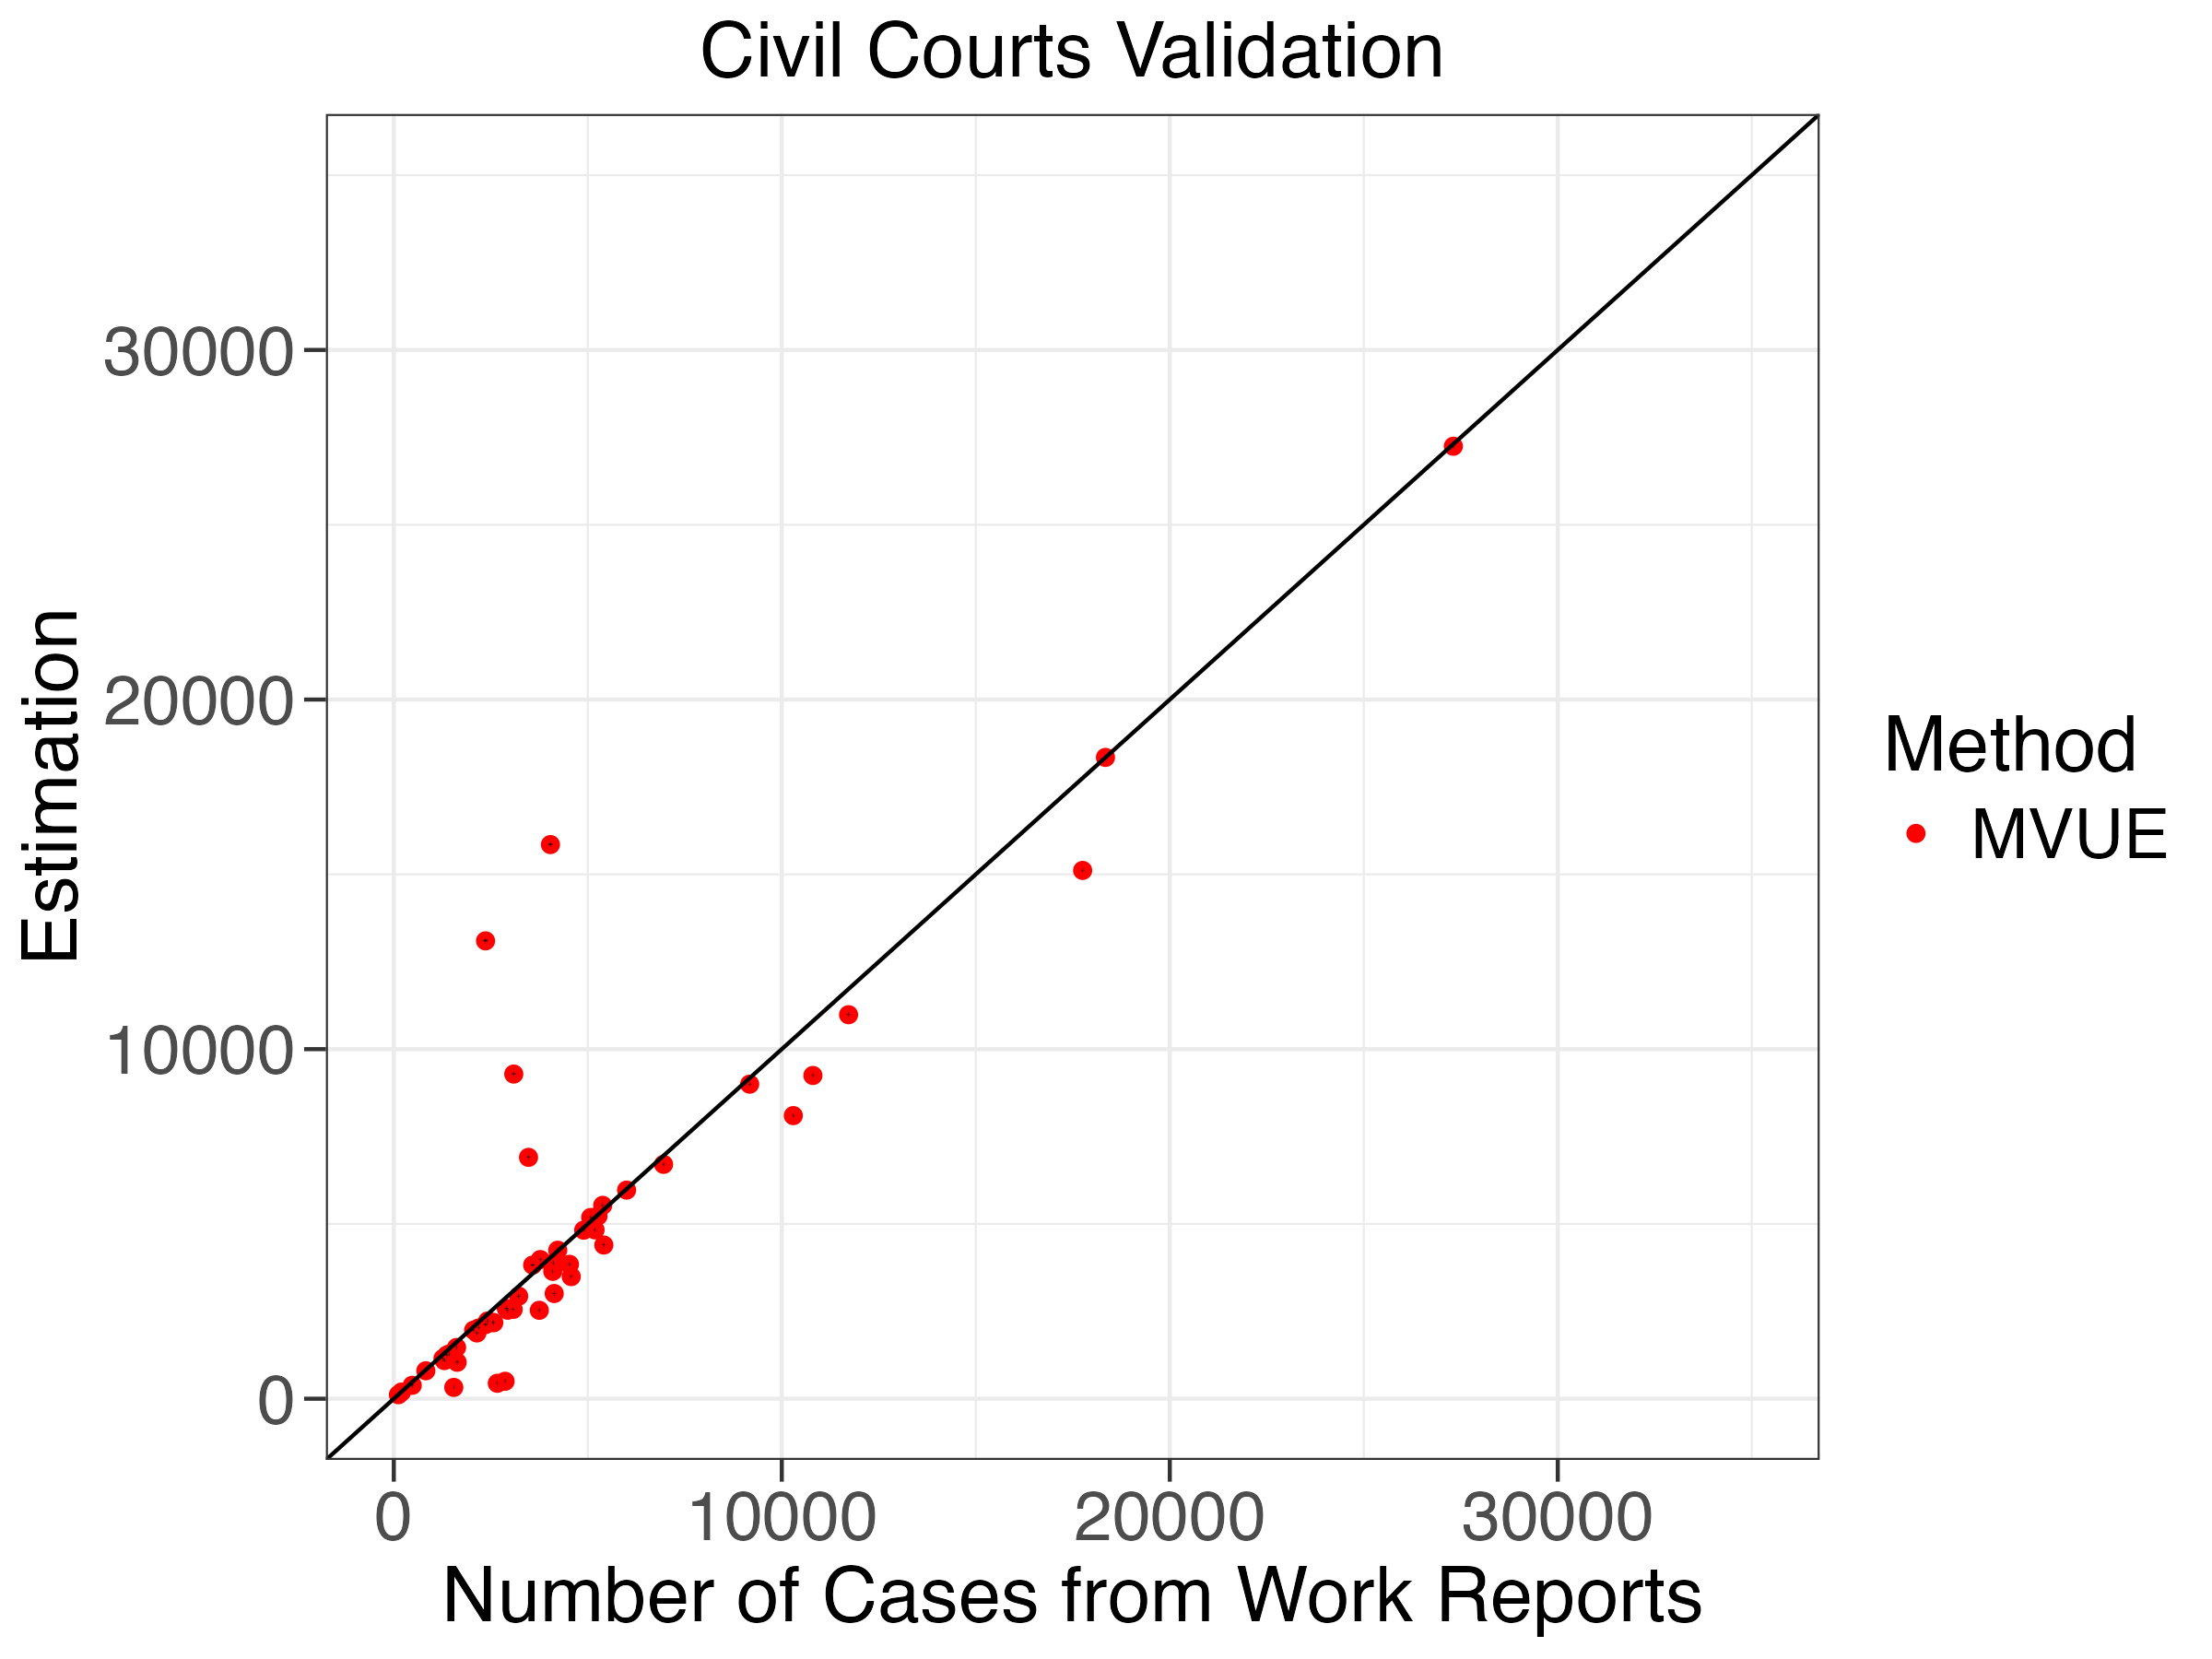 Civil Courts Validation
Estimation
30000
20000
10000
0
0 10000 20000 30000
Number of Cases from Work Reports
Method
MVUE